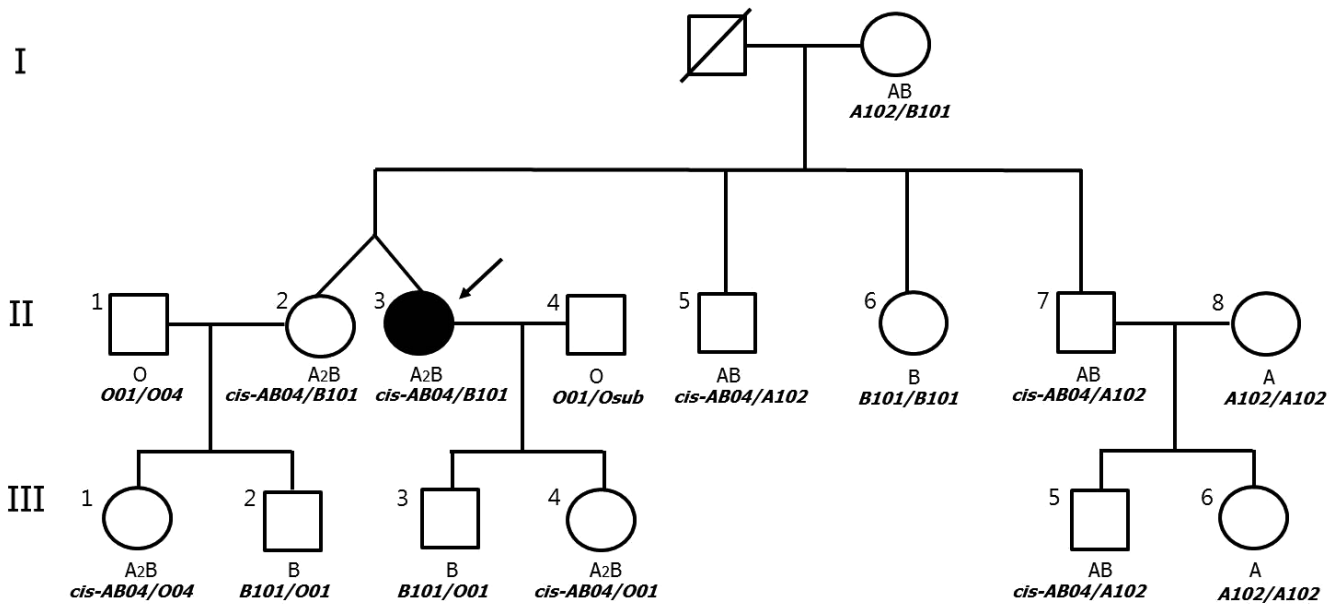 I
AB
A102/B101
II
1 2 3 4 5 6 7 8
O A2B A2B O AB B AB A
O01/O04 cis-AB04/B101 cis-AB04/B101 O01/Osub cis-AB04/A102 B101/B101 cis-AB04/A102 A102/A102
III
1 2 3 4 5 6
A2B B B A2B AB A
cis-AB04/O04 B101/O01 B101/O01 cis-AB04/O01 cis-AB04/A102 A102/A102